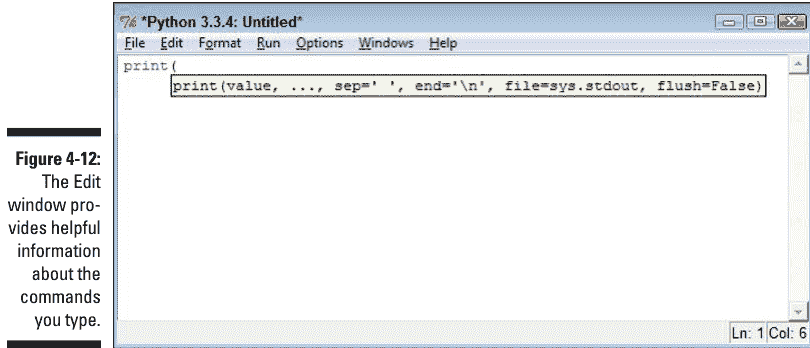 *Python 3.3.4: Untitled*
File Edit Format Run Options Windows Help
print(
print(value, ..., sep=' ', end='\n', file=sys.stdout, flush=False)
Ln: 1 Col: 6
Figure 4-12:
The Edit
window pro-
vides helpful
information
about the
commands
you type.